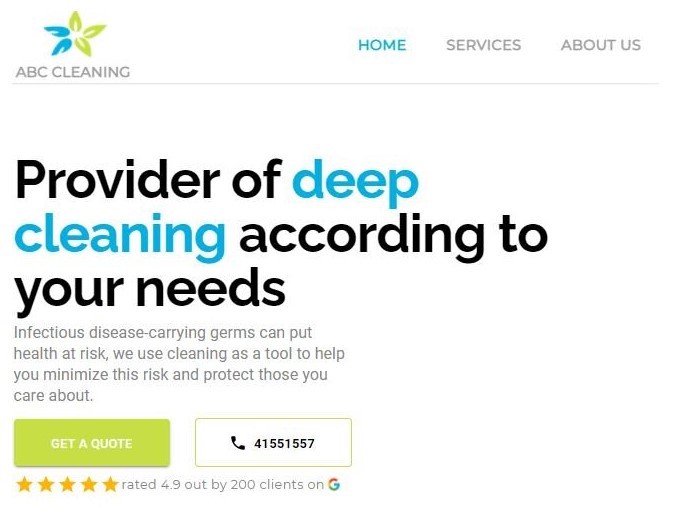 ABC CLEANING
HOME SERVICES ABOUT US
Provider of deep
cleaning according to
your needs
Infectious disease-carrying germs can put
health at risk, we use cleaning as a tool to help
you minimize this risk and protect those you
care about.
GET A QUOTE 41551557
rated 4.9 out by 200 clients on G